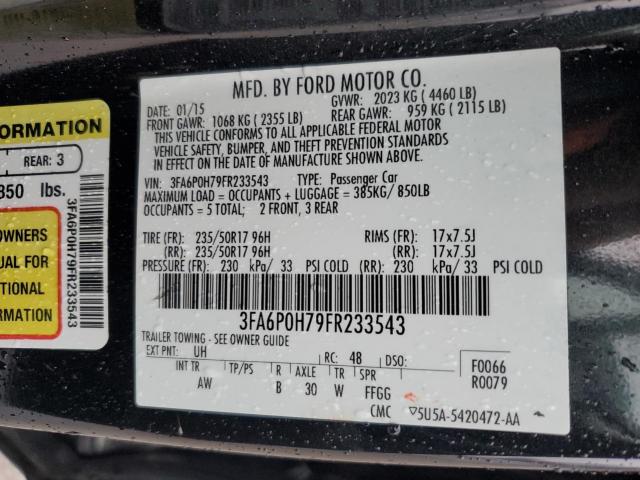 MFD. BY FORD MOTOR CO.
DATE: 01/15 GVWR: 2023 KG ( 4460 LB)
FRONT GAWR: 1068 KG ( 2355 LB) REAR GAWR: 959 KG ( 2115 LB)
THIS VEHICLE CONFORMS TO ALL APPLICABLE FEDERAL MOTOR
VEHICLE SAFETY, BUMPER, AND THEFT PREVENTION STANDARDS
IN EFFECT ON THE DATE OF MANUFACTURE SHOWN ABOVE.
VIN: 3FA6P0H79FR233543 TYPE: Passenger Car
MAXIMUM LOAD = OCCUPANTS + LUGGAGE = 385KG/ 850LB
OCCUPANTS = 5 TOTAL: 2 FRONT, 3 REAR
TIRE (FR): 235/50R17 96H RIMS (FR): 17x7.5J
(RR): 235/50R17 96H (RR): 17x7.5J
PRESSURE (FR): 230 kPa/ 33 PSI COLD (RR): 230 kPa/ 33 PSI COLD
3FA6P0H79FR233543
TRAILER TOWING - SEE OWNER GUIDE
EXT PNT: UH RC: 48 DSO: F0066
INT TR TP/PS R AXLE TR SPR R0079
AW B 30 W FFGG
CMC ▽5U5A-5420472-AA
FORMATION
REAR: 3
850 lbs.
OWNERS
UAL FOR
TIONAL
MATION
3FA6P0H79FR233543